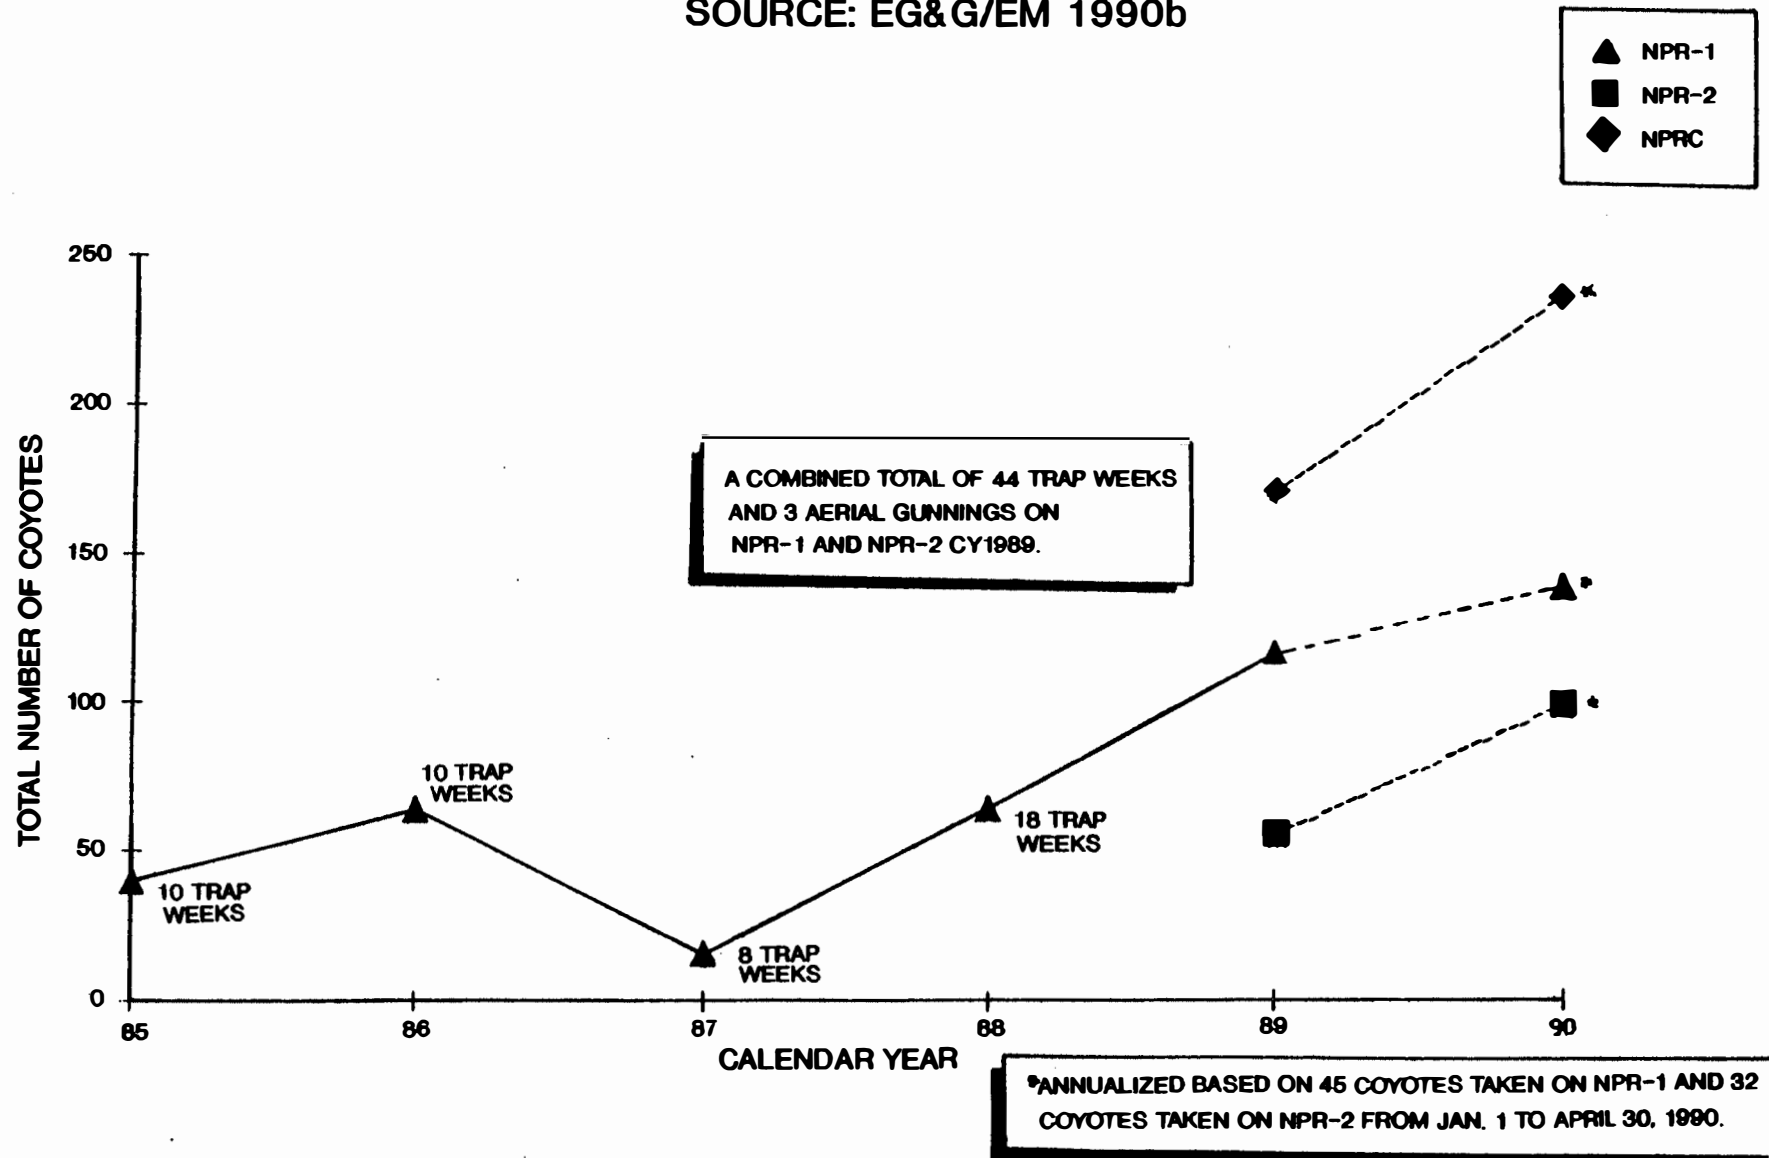 SOURCE: EG&G/EM 1990b
NPR-1
NPR-2
NPRC
250
200
150
100
50
0
TOTAL NUMBER OF COYOTES
A COMBINED TOTAL OF 44 TRAP WEEKS
AND 3 AERIAL GUNNINGS ON
NPR-1 AND NPR-2 CY1989.
10 TRAP
WEEKS
10 TRAP
WEEKS
8 TRAP
WEEKS
18 TRAP
WEEKS
*
*
*
85
86
87
88
89
90
CALENDAR YEAR
*ANNUALIZED BASED ON 45 COYOTES TAKEN ON NPR-1 AND 32
COYOTES TAKEN ON NPR-2 FROM JAN. 1 TO APRIL 30, 1990.